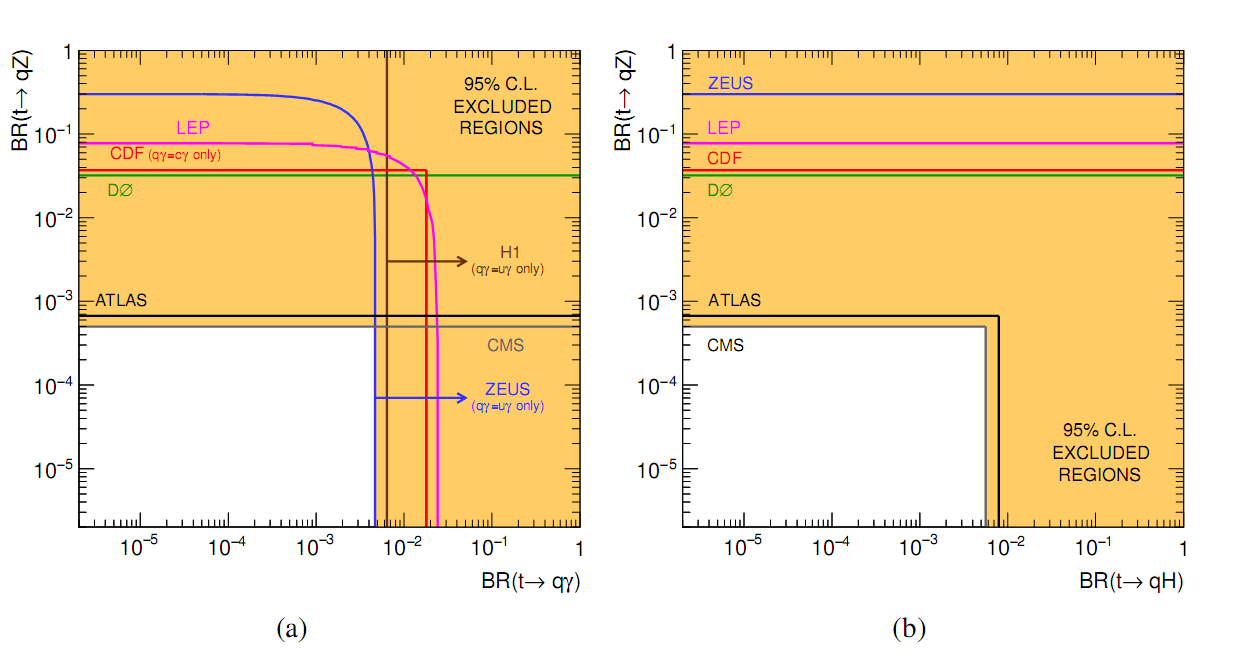 BR(t→ qZ)
1
10⁻¹
10⁻²
10⁻³
10⁻⁴
10⁻⁵
95% C.L.
EXCLUDED
REGIONS
LEP
CDF (qγ=cγ only)
DØ
H1
(qγ=uγ only)
ATLAS
CMS
ZEUS
(qγ=uγ only)
10⁻⁵ 10⁻⁴ 10⁻³ 10⁻² 10⁻¹ 1
BR(t→ qγ)
(a)
BR(t→ qZ)
1
10⁻¹
10⁻²
10⁻³
10⁻⁴
10⁻⁵
ZEUS
LEP
CDF
DØ
ATLAS
CMS
95% C.L.
EXCLUDED
REGIONS
10⁻⁵ 10⁻⁴ 10⁻³ 10⁻² 10⁻¹ 1
BR(t→ qH)
(b)